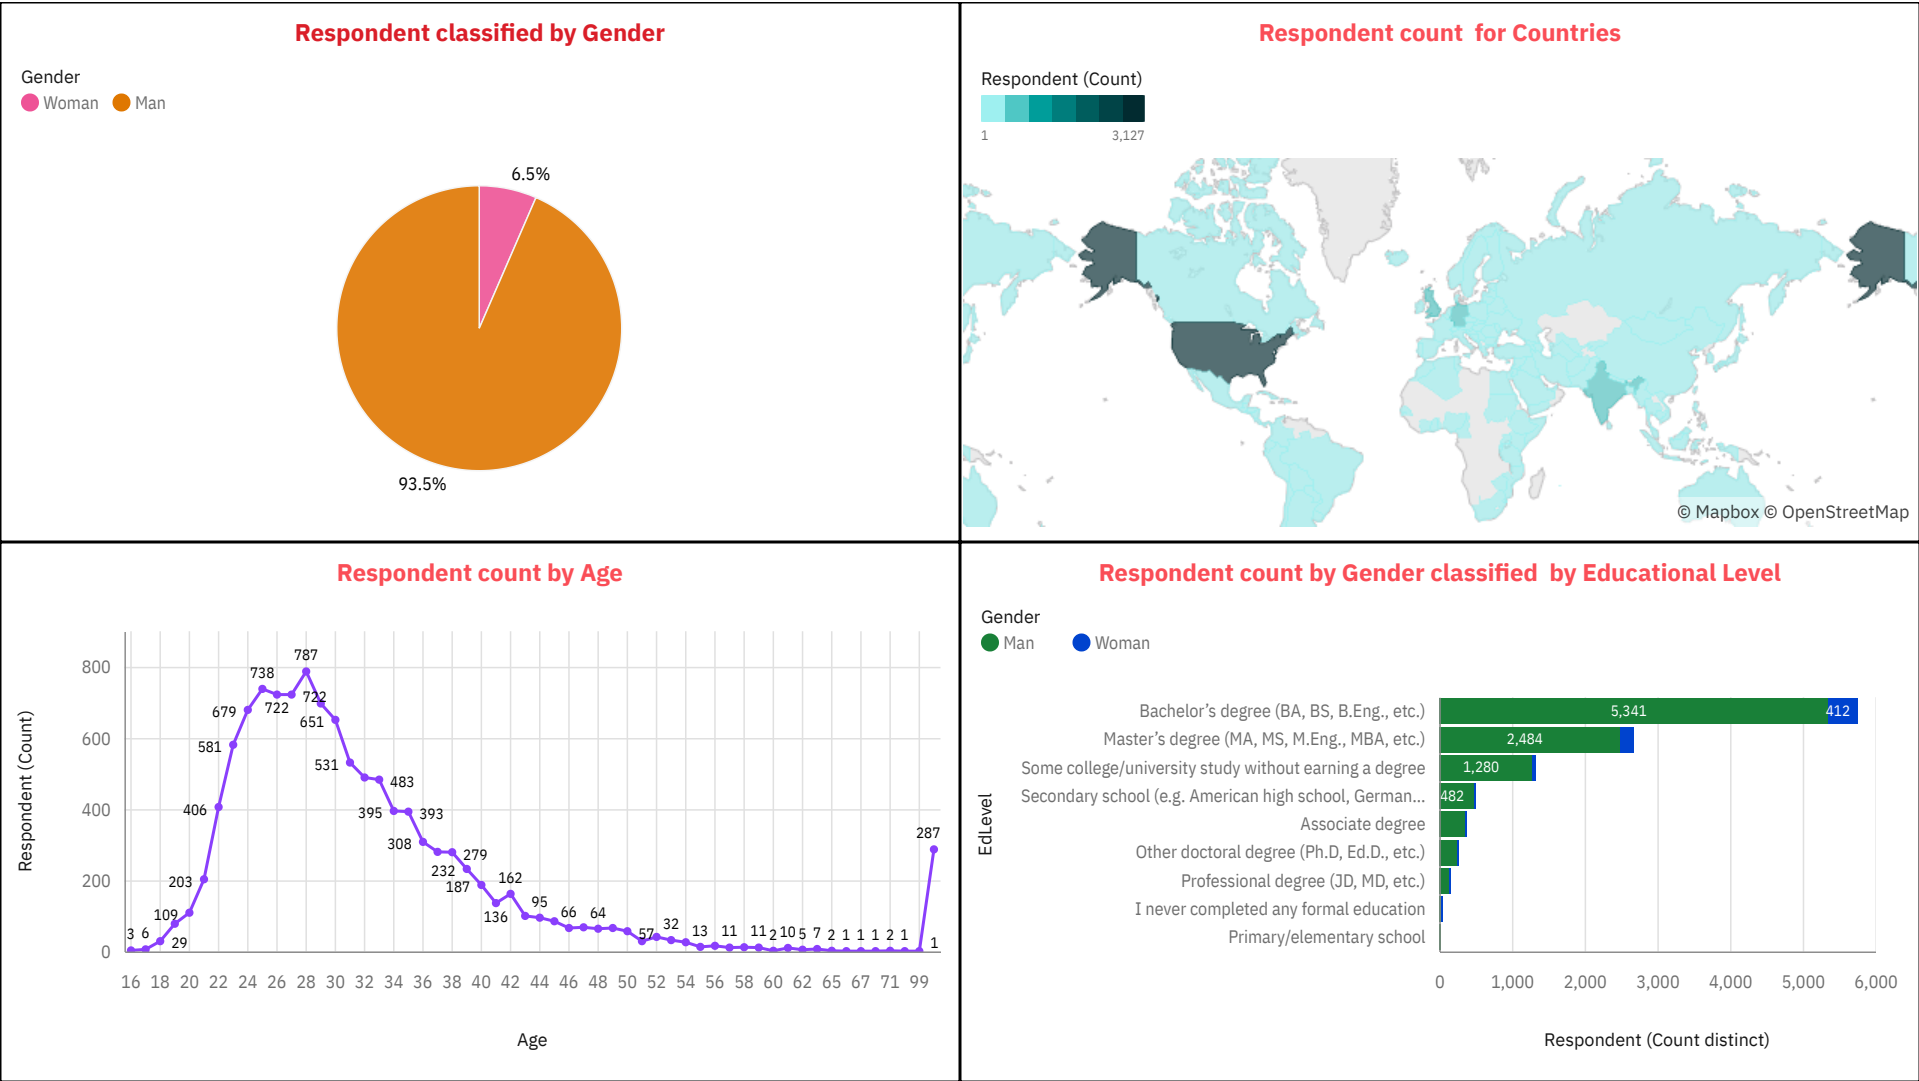 Respondent classified by Gender
Gender
Woman Man
6.5%
93.5%
Respondent count  for Countries
Respondent (Count)
1 3,127
© Mapbox © OpenStreetMap
Respondent count by Age
Respondent (Count)
800
600
400
200
0
3 6 29 109 203 406 581 679 738 722 787 722 651 531 483 395 393 308 279 232 187 136 162 95 66 64 57 32 13 11 11 2 10 5 7 2 1 1 1 2 1 287 1
16 18 20 22 24 26 28 30 32 34 36 38 40 42 44 46 48 50 52 54 56 58 60 62 65 67 71 99
Age
Respondent count by Gender classified  by Educational Level
Gender
Man Woman
EdLevel
Bachelor’s degree (BA, BS, B.Eng., etc.) 5,341 412
Master’s degree (MA, MS, M.Eng., MBA, etc.) 2,484
Some college/university study without earning a degree 1,280
Secondary school (e.g. American high school, German... 482
Associate degree
Other doctoral degree (Ph.D, Ed.D., etc.)
Professional degree (JD, MD, etc.)
I never completed any formal education
Primary/elementary school
0 1,000 2,000 3,000 4,000 5,000 6,000
Respondent (Count distinct)